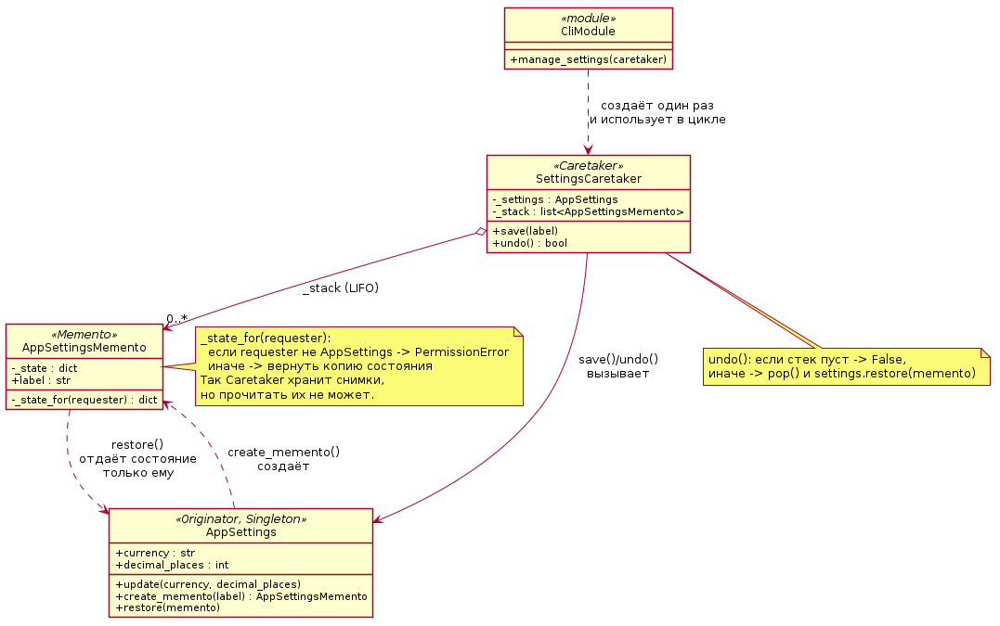 «module»
CliModule
+manage_settings(caretaker)
создаёт один раз
и использует в цикле
«Caretaker»
SettingsCaretaker
-_settings : AppSettings
-_stack : list<AppSettingsMemento>
+save(label)
+undo() : bool
_stack (LIFO)
0..*
«Memento»
AppSettingsMemento
-_state : dict
+label : str
-_state_for(requester) : dict
_state_for(requester):
если requester не AppSettings -> PermissionError
иначе -> вернуть копию состояния
Так Caretaker хранит снимки,
но прочитать их не может.
save()/undo()
вызывает
undo(): если стек пуст -> False,
иначе -> pop() и settings.restore(memento)
restore()
отдаёт состояние
только ему
create_memento()
создаёт
«Originator, Singleton»
AppSettings
+currency : str
+decimal_places : int
+update(currency, decimal_places)
+create_memento(label) : AppSettingsMemento
+restore(memento)